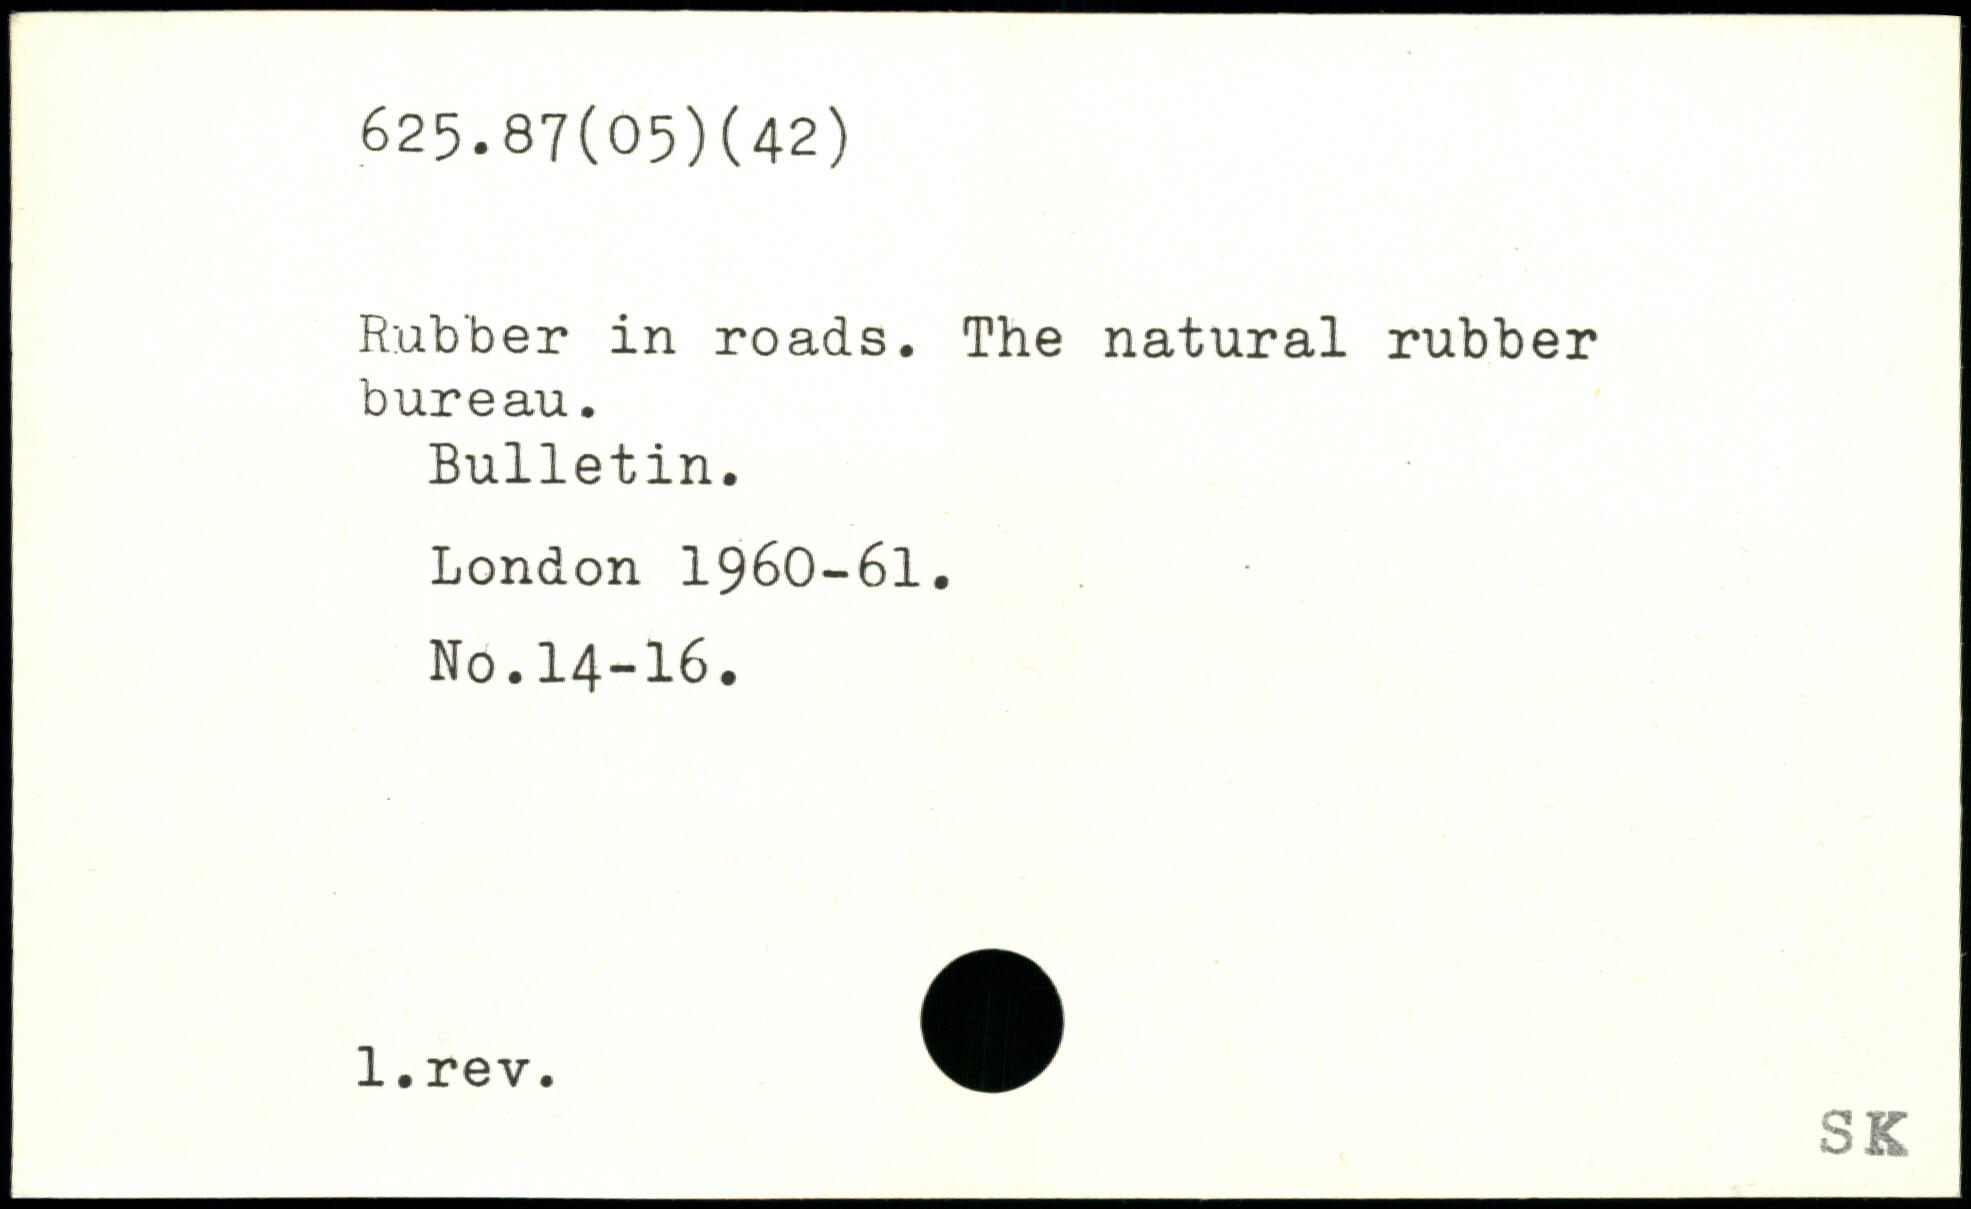 625.87(05)(42)
Rubber in roads. The natural rubber
bureau.
Bulletin.
London 1960-61.
No.14-16.
1.rev.
SK